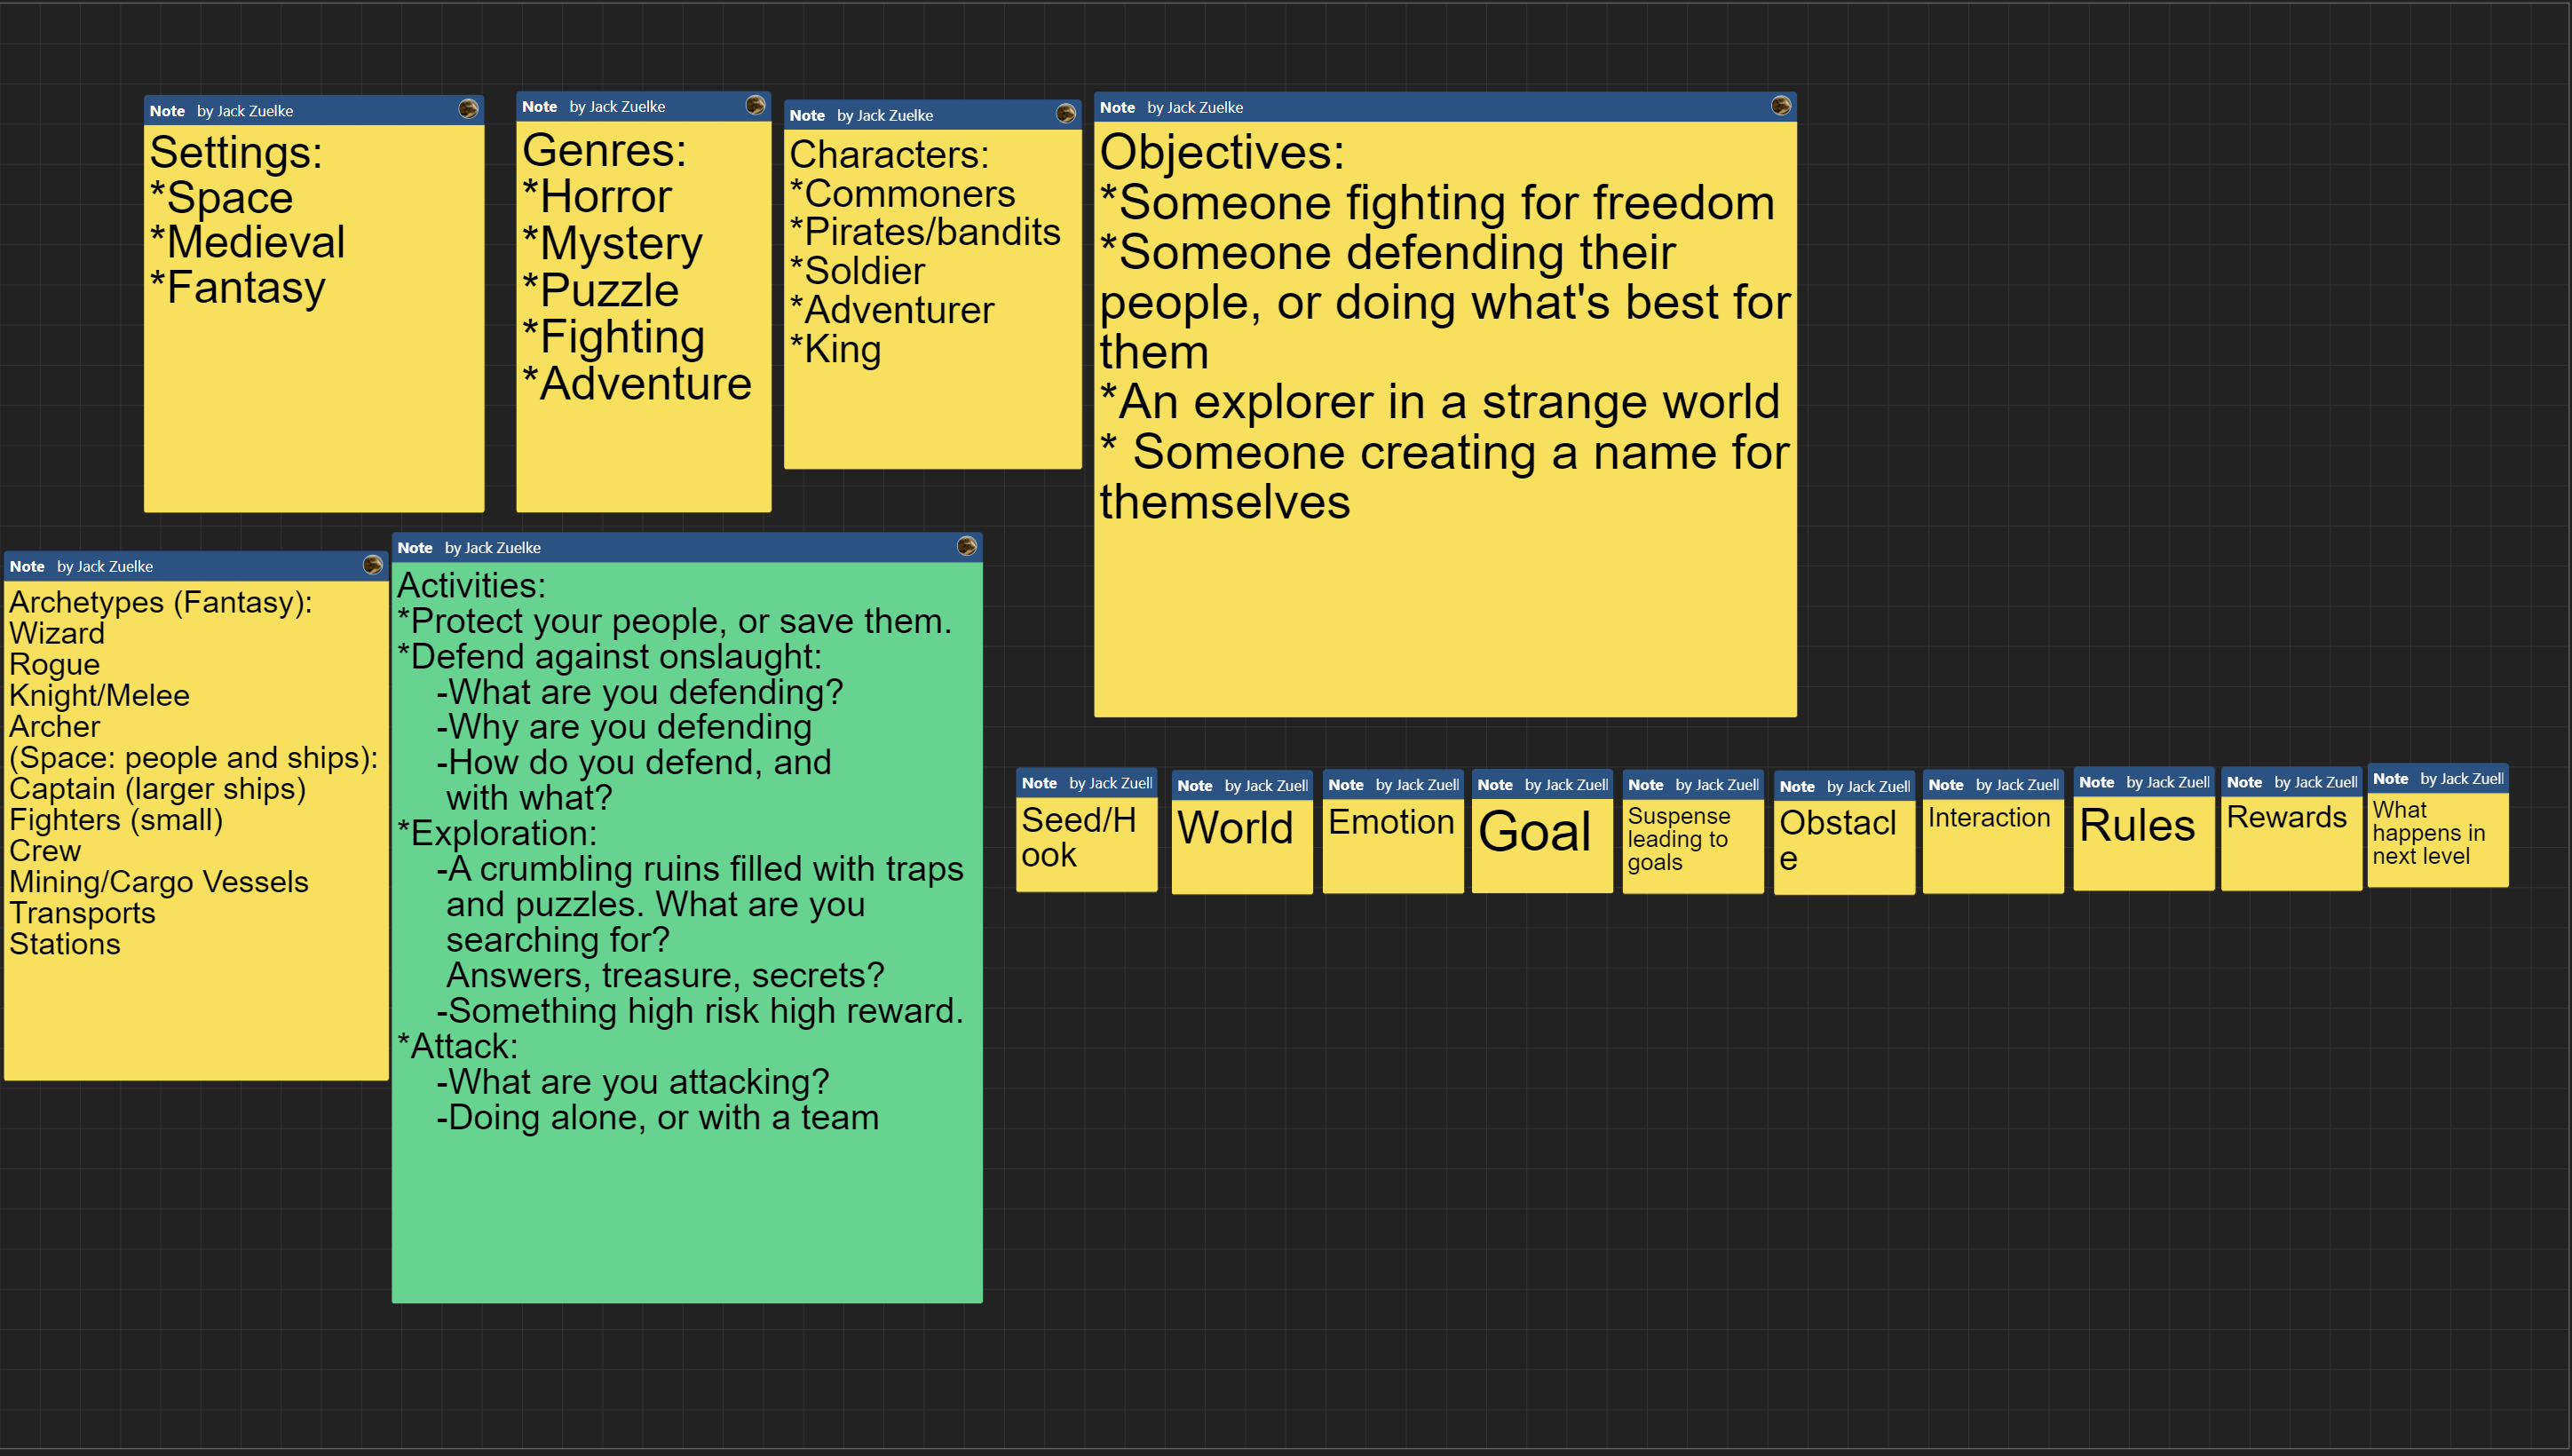 Note by Jack Zuelke
Settings:
*Space
*Medieval
*Fantasy
Note by Jack Zuelke
Genres:
*Horror
*Mystery
*Puzzle
*Fighting
*Adventure
Note by Jack Zuelke
Characters:
*Commoners
*Pirates/bandits
*Soldier
*Adventurer
*King
Note by Jack Zuelke
Objectives:
*Someone fighting for freedom
*Someone defending their
people, or doing what's best for
them
*An explorer in a strange world
* Someone creating a name for
themselves
Note by Jack Zuelke
Archetypes (Fantasy):
Wizard
Rogue
Knight/Melee
Archer
(Space: people and ships):
Captain (larger ships)
Fighters (small)
Crew
Mining/Cargo Vessels
Transports
Stations
Note by Jack Zuelke
Activities:
*Protect your people, or save them.
*Defend against onslaught:
-What are you defending?
-Why are you defending
-How do you defend, and
with what?
*Exploration:
-A crumbling ruins filled with traps
and puzzles. What are you
searching for?
Answers, treasure, secrets?
-Something high risk high reward.
*Attack:
-What are you attacking?
-Doing alone, or with a team
Note by Jack Zuell
Seed/H
ook
Note by Jack Zuell
World
Note by Jack Zuell
Emotion
Note by Jack Zuell
Goal
Note by Jack Zuell
Suspense
leading to
goals
Note by Jack Zuell
Obstacl
e
Note by Jack Zuell
Interaction
Note by Jack Zuell
Rules
Note by Jack Zuell
Rewards
Note by Jack Zuell
What
happens in
next level